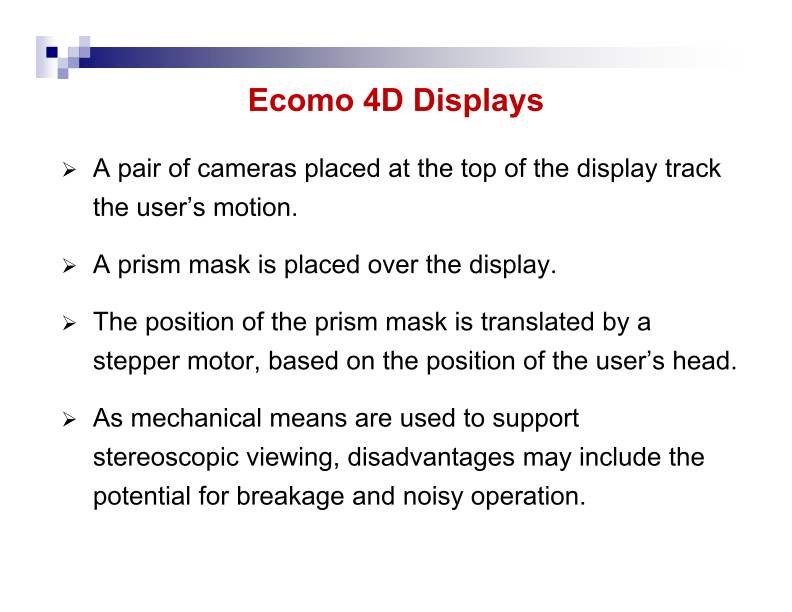 Ecomo 4D Displays
➢ A pair of cameras placed at the top of the display track
the user’s motion.
➢ A prism mask is placed over the display.
➢ The position of the prism mask is translated by a
stepper motor, based on the position of the user’s head.
➢ As mechanical means are used to support
stereoscopic viewing, disadvantages may include the
potential for breakage and noisy operation.